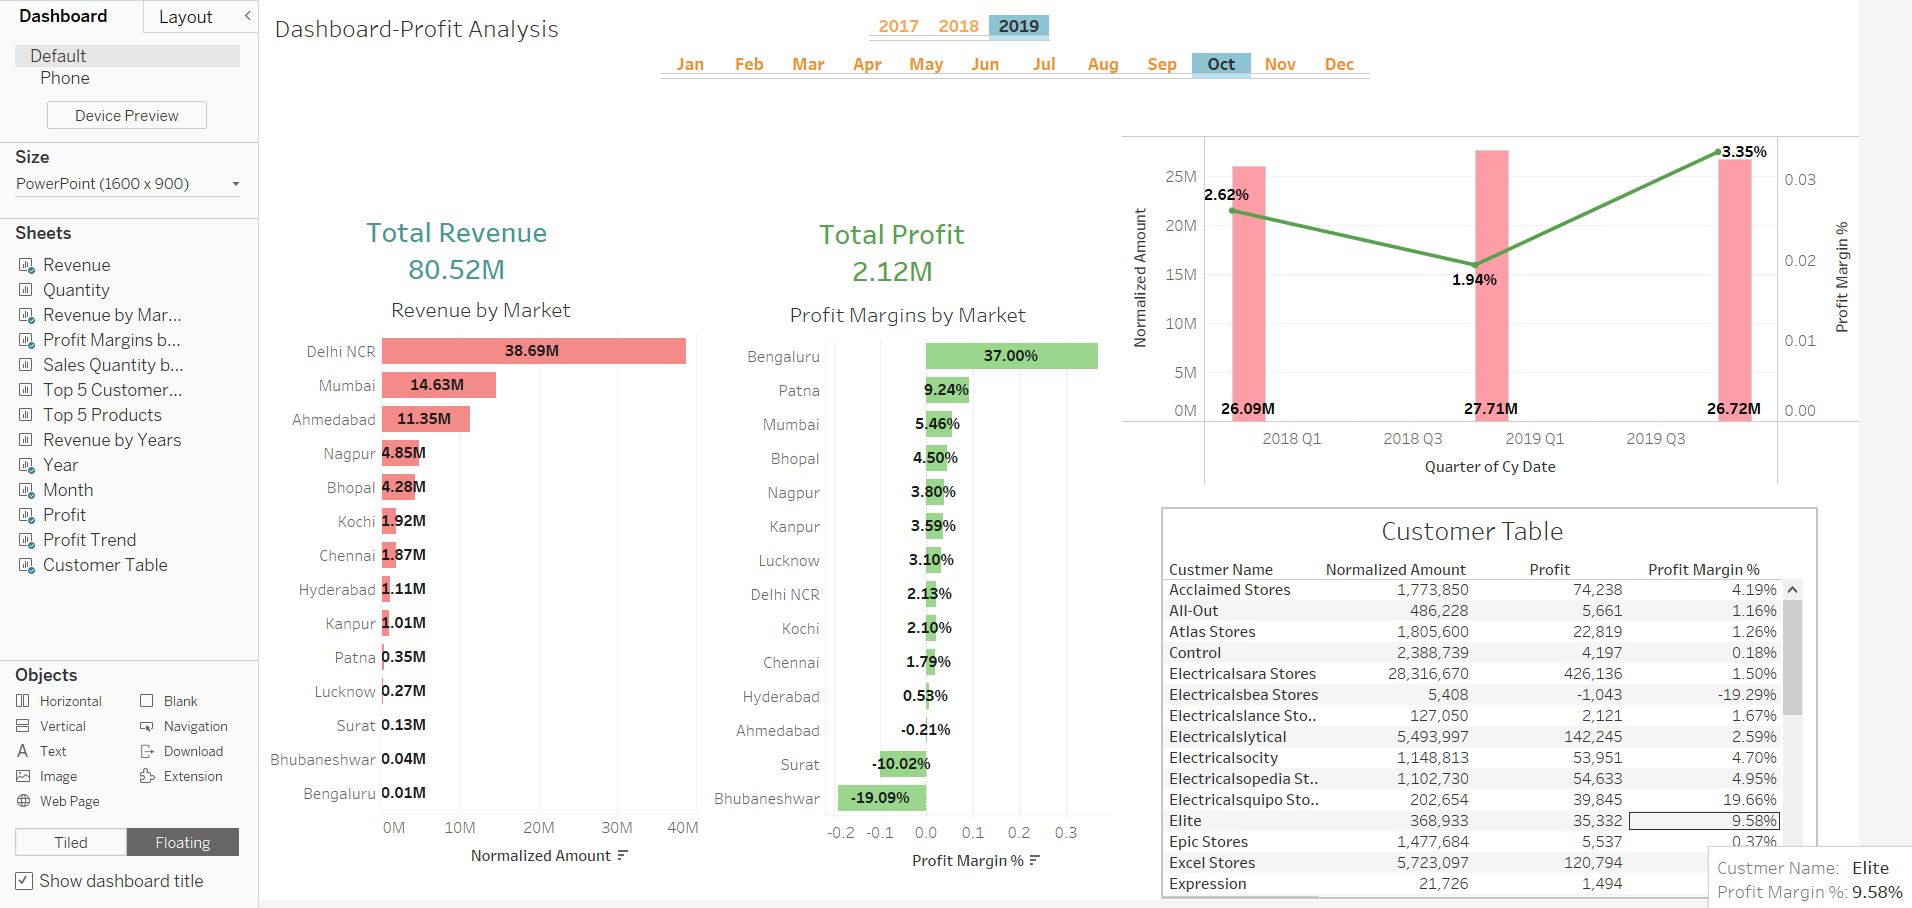 Dashboard
Layout
Default
Phone
Device Preview
Size
PowerPoint (1600 x 900)
Sheets
Revenue
Quantity
Revenue by Mar...
Profit Margins b...
Sales Quantity b...
Top 5 Customer...
Top 5 Products
Revenue by Years
Year
Month
Profit
Profit Trend
Customer Table
Objects
Horizontal Blank
Vertical Navigation
Text Download
Image Extension
Web Page
Tiled Floating
Show dashboard title
Dashboard-Profit Analysis
2017 2018 2019
Jan Feb Mar Apr May Jun Jul Aug Sep Oct Nov Dec
Total Revenue
80.52M
Revenue by Market
Delhi NCR 38.69M
Mumbai 14.63M
Ahmedabad 11.35M
Nagpur 4.85M
Bhopal 4.28M
Kochi 1.92M
Chennai 1.87M
Hyderabad 1.11M
Kanpur 1.01M
Patna 0.35M
Lucknow 0.27M
Surat 0.13M
Bhubaneshwar 0.04M
Bengaluru 0.01M
0M 10M 20M 30M 40M
Normalized Amount
Total Profit
2.12M
Profit Margins by Market
Bengaluru 37.00%
Patna 9.24%
Mumbai 5.46%
Bhopal 4.50%
Nagpur 3.80%
Kanpur 3.59%
Lucknow 3.10%
Delhi NCR 2.13%
Kochi 2.10%
Chennai 1.79%
Hyderabad 0.53%
Ahmedabad -0.21%
Surat -10.02%
Bhubaneshwar -19.09%
-0.2 -0.1 0.0 0.1 0.2 0.3
Profit Margin %
Normalized Amount
25M
20M
15M
10M
5M
0M
2.62%
1.94%
3.35%
26.09M 27.71M 26.72M
0.03
0.02
0.01
0.00
Profit Margin %
2018 Q1 2018 Q3 2019 Q1 2019 Q3
Quarter of Cy Date
Customer Table
Custmer Name Normalized Amount Profit Profit Margin %
Acclaimed Stores 1,773,850 74,238 4.19%
All-Out 486,228 5,661 1.16%
Atlas Stores 1,805,600 22,819 1.26%
Control 2,388,739 4,197 0.18%
Electricalsara Stores 28,316,670 426,136 1.50%
Electricalsbea Stores 5,408 -1,043 -19.29%
Electricalslance Sto.. 127,050 2,121 1.67%
Electricalslytical 5,493,997 142,245 2.59%
Electricalsocity 1,148,813 53,951 4.70%
Electricalsopedia St.. 1,102,730 54,633 4.95%
Electricalsquipo Sto.. 202,654 39,845 19.66%
Elite 368,933 35,332 9.58%
Epic Stores 1,477,684 5,537 0.37%
Excel Stores 5,723,097 120,794
Expression 21,726 1,494
Custmer Name: Elite
Profit Margin %: 9.58%